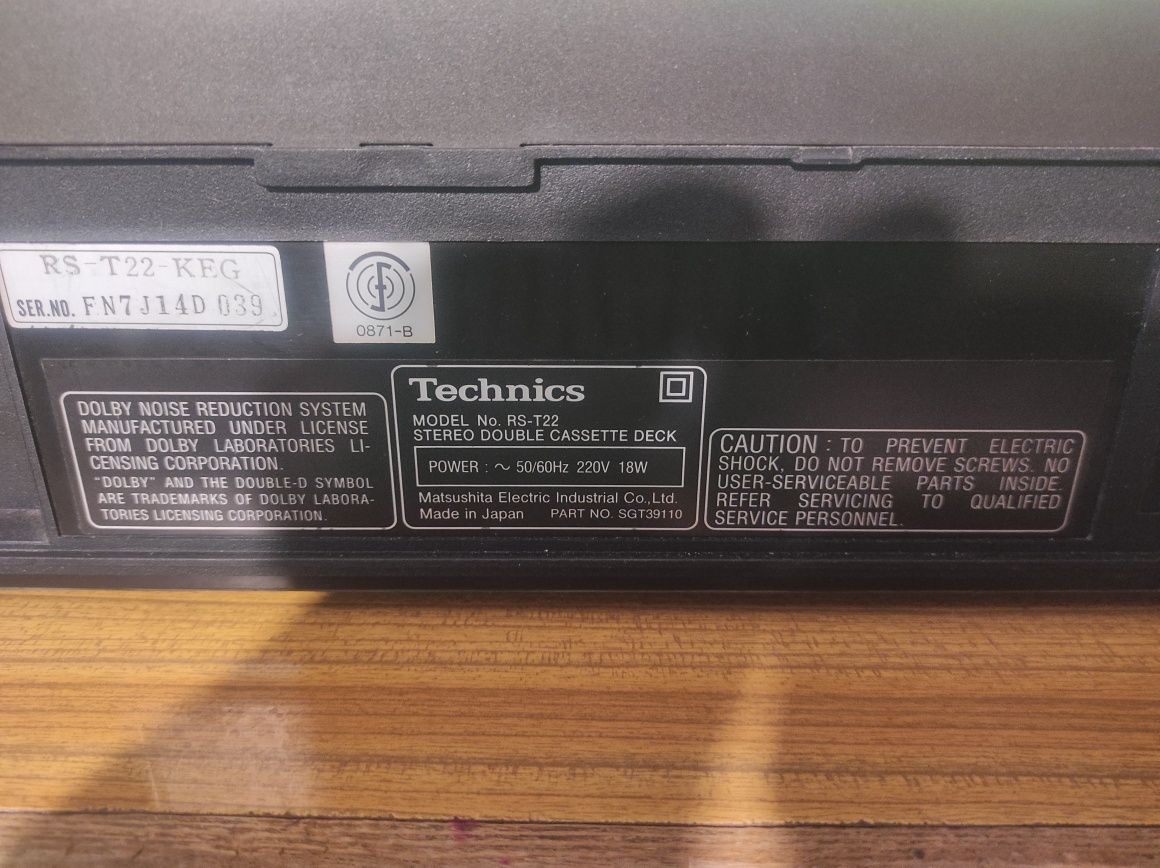 RS-T22-KEG
SER.NO. FN7J14D 039
0871-B
DOLBY NOISE REDUCTION SYSTEM
MANUFACTURED UNDER LICENSE
FROM DOLBY LABORATORIES LI-
CENSING CORPORATION.
"DOLBY" AND THE DOUBLE-D SYMBOL
ARE TRADEMARKS OF DOLBY LABORA-
TORIES LICENSING CORPORATION.
Technics
MODEL No. RS-T22
STEREO DOUBLE CASSETTE DECK
POWER : ～ 50/60Hz 220V 18W
Matsushita Electric Industrial Co.,Ltd.
Made in Japan PART NO. SGT39110
CAUTION : TO PREVENT ELECTRIC
SHOCK, DO NOT REMOVE SCREWS. NO
USER-SERVICEABLE PARTS INSIDE.
REFER SERVICING TO QUALIFIED
SERVICE PERSONNEL.